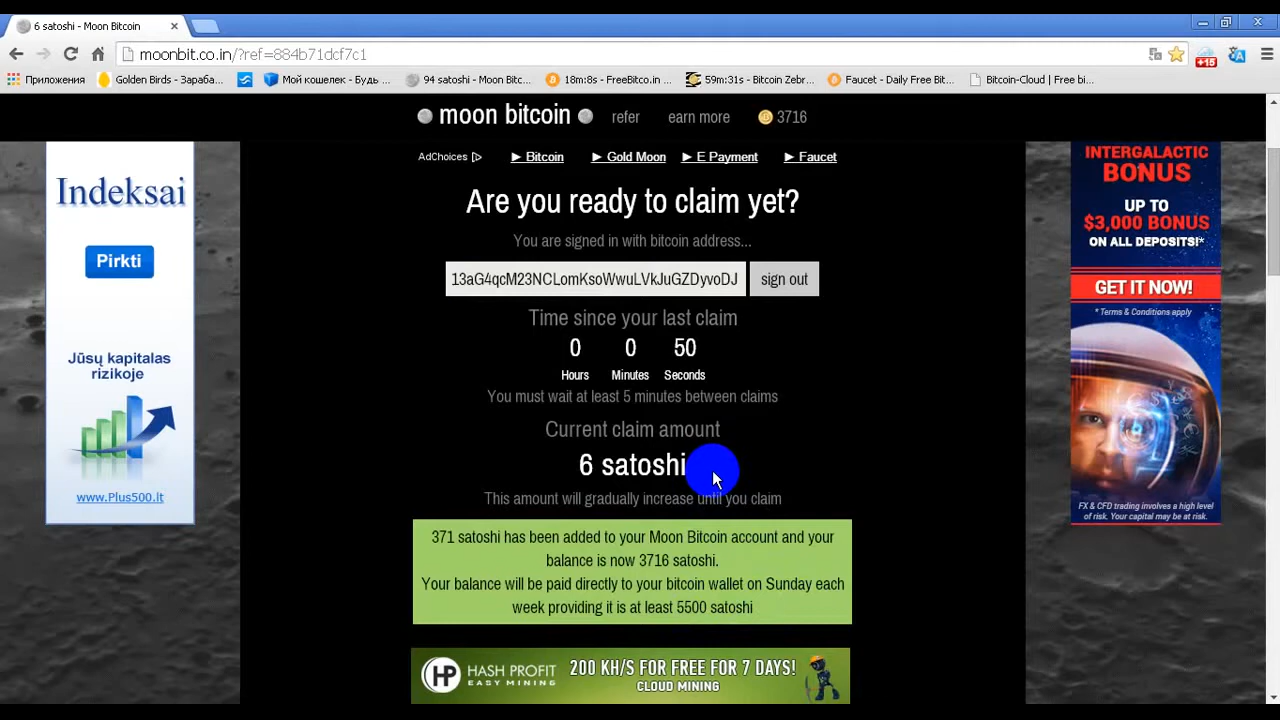 6 satoshi - Moon Bitcoin
moonbit.co.in/?ref=884b71dcf7c1
Приложения
Golden Birds - Зараба...
Мой кошелек - Будь ...
94 satoshi - Moon Bitc...
18m:8s - FreeBitco.in ...
59m:31s - Bitcoin Zebr...
Faucet - Daily Free Bit...
Bitcoin-Cloud | Free bi...
+15
moon bitcoin
refer
earn more
3716
AdChoices
► Bitcoin
► Gold Moon
► E Payment
► Faucet
Are you ready to claim yet?
You are signed in with bitcoin address...
13aG4qcM23NCLomKsoWwuLVkJuGZDyvoDJ
sign out
Time since your last claim
0 0 50
Hours Minutes Seconds
You must wait at least 5 minutes between claims
Current claim amount
6 satoshi
This amount will gradually increase until you claim
371 satoshi has been added to your Moon Bitcoin account and your
balance is now 3716 satoshi.
Your balance will be paid directly to your bitcoin wallet on Sunday each
week providing it is at least 5500 satoshi
HP
HASH PROFIT
EASY MINING
200 KH/S FOR FREE FOR 7 DAYS!
CLOUD MINING
Indeksai
Pirkti
Jūsų kapitalas
rizikoje
www.Plus500.lt
INTERGALACTIC
BONUS
UP TO
$3,000 BONUS
ON ALL DEPOSITS!*
GET IT NOW!
* Terms & Conditions apply
FX & CFD trading involves a high level
of risk. Your capital may be at risk.